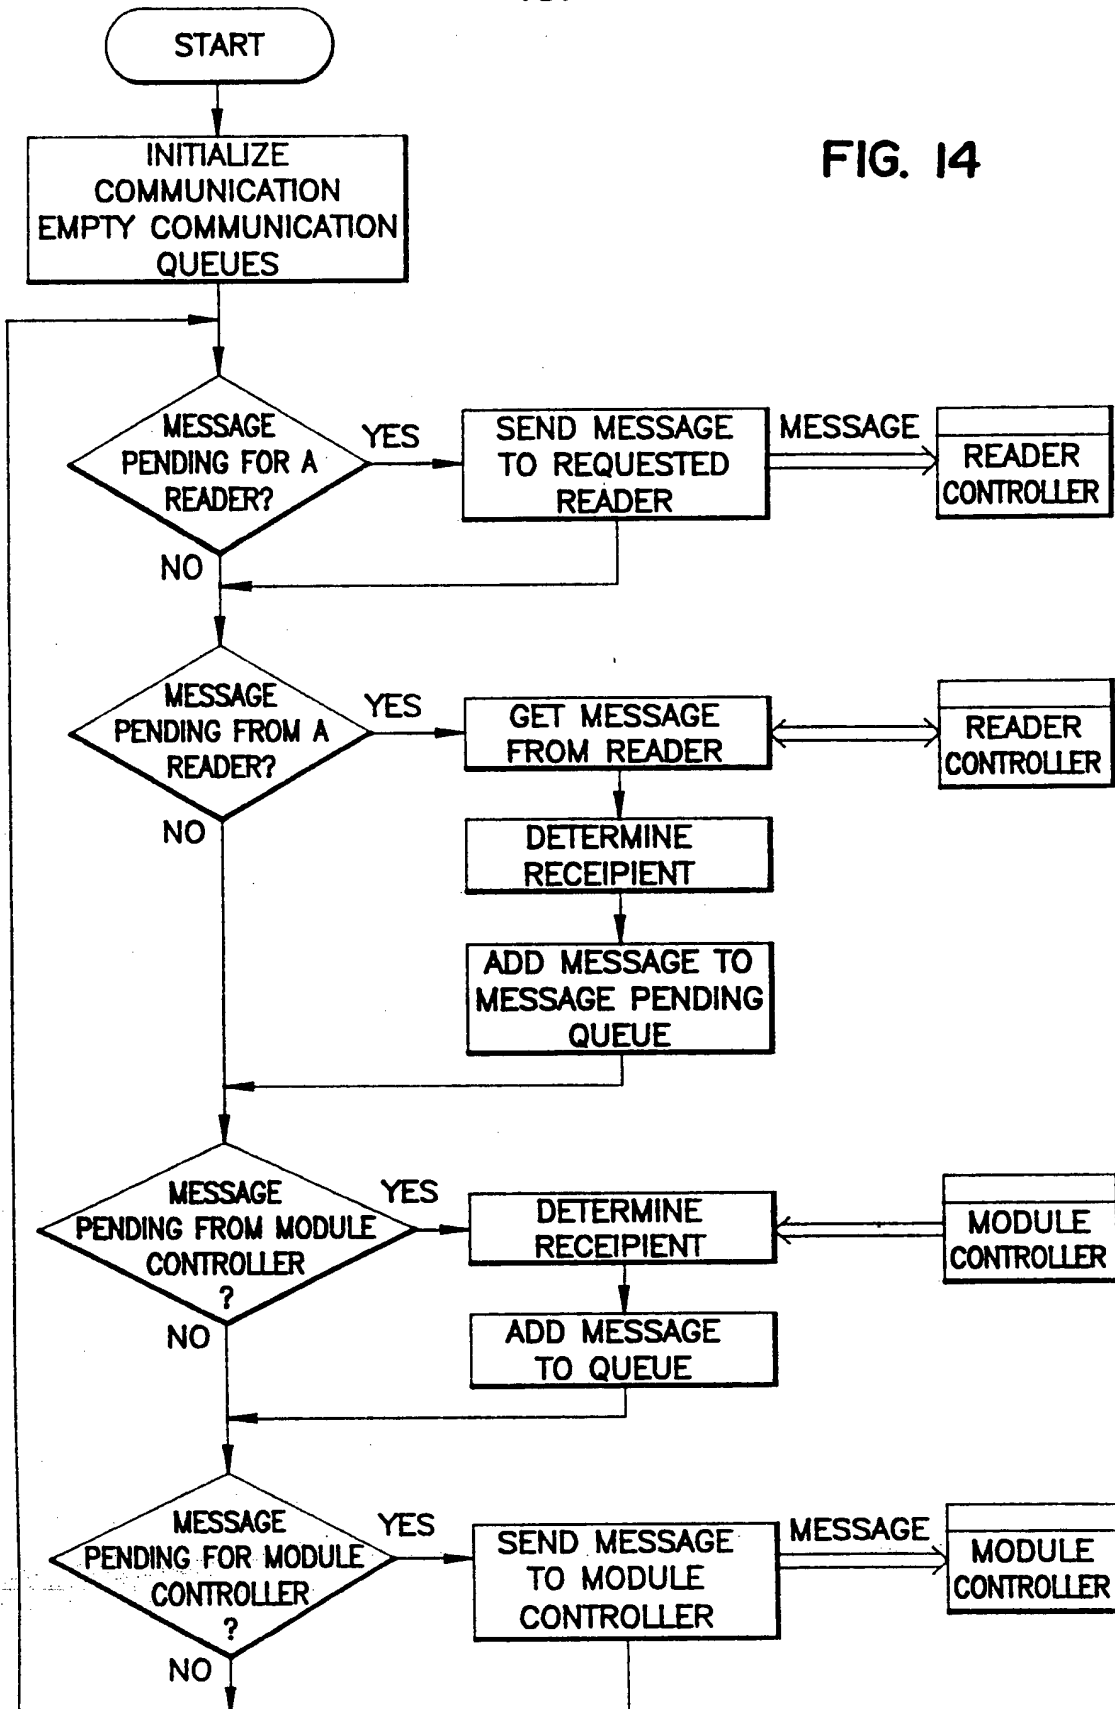 START
FIG. 14
INITIALIZE
COMMUNICATION
EMPTY COMMUNICATION
QUEUES
MESSAGE
PENDING FOR A
READER?
YES
SEND MESSAGE
TO REQUESTED
READER
MESSAGE
READER
CONTROLLER
NO
MESSAGE
PENDING FROM A
READER?
YES
GET MESSAGE
FROM READER
READER
CONTROLLER
NO
DETERMINE
RECEIPIENT
ADD MESSAGE TO
MESSAGE PENDING
QUEUE
MESSAGE
PENDING FROM MODULE
CONTROLLER
?
YES
DETERMINE
RECEIPIENT
MODULE
CONTROLLER
NO
ADD MESSAGE
TO QUEUE
MESSAGE
PENDING FOR MODULE
CONTROLLER
?
YES
SEND MESSAGE
TO MODULE
CONTROLLER
MESSAGE
MODULE
CONTROLLER
NO